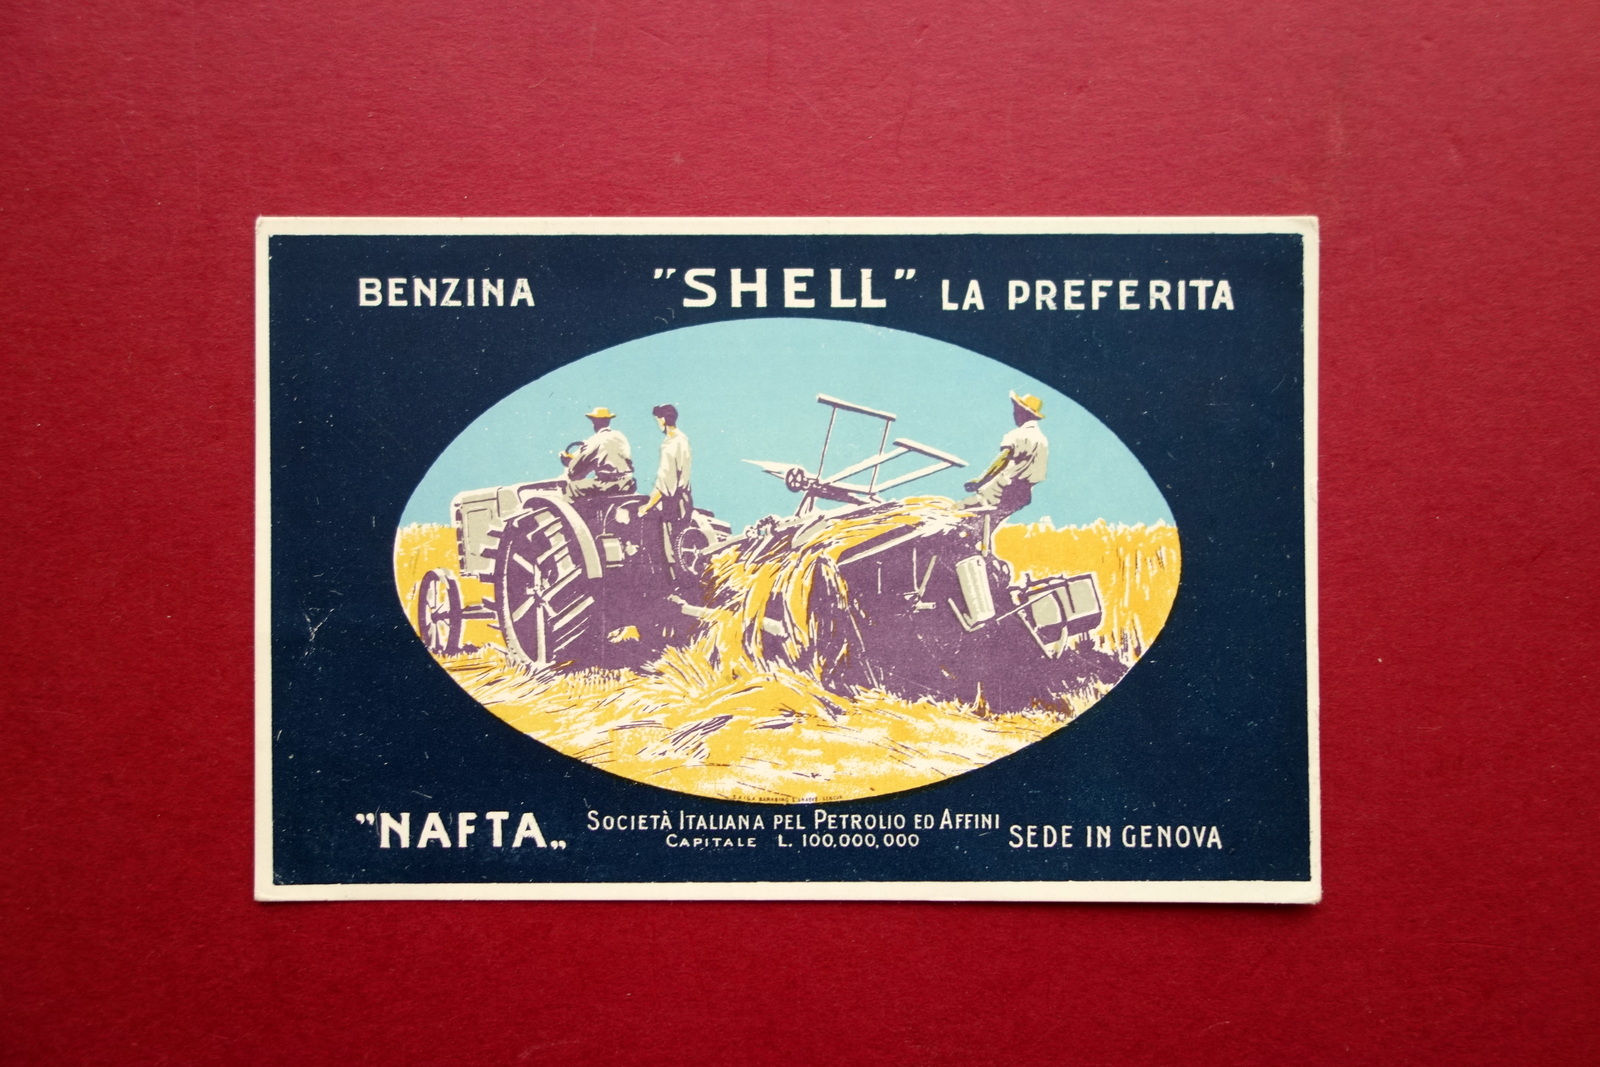 BENZINA "SHELL" LA PREFERITA
"NAFTA„ SOCIETÀ ITALIANA PEL PETROLIO ED AFFINI
CAPITALE L. 100,000,000
SEDE IN GENOVA